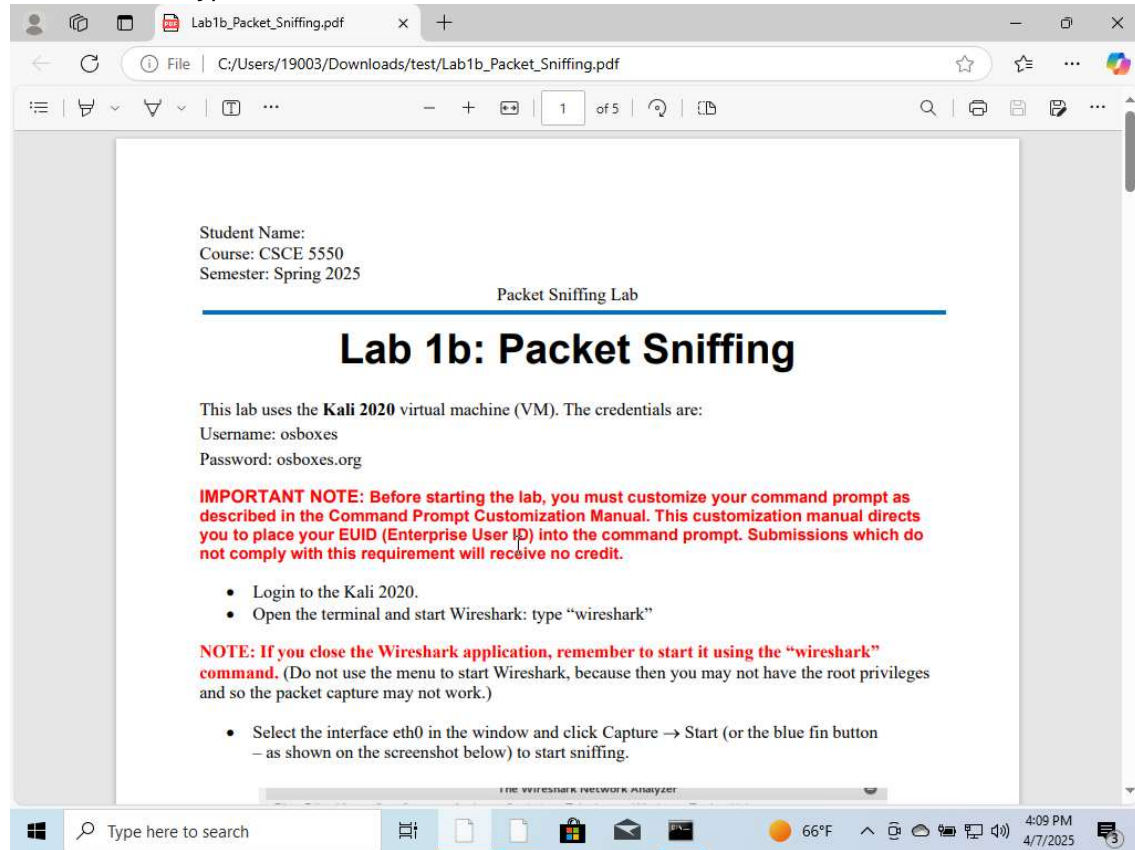 Lab1b_Packet_Sniffing.pdf
File | C:/Users/19003/Downloads/test/Lab1b_Packet_Sniffing.pdf
1 of 5
Student Name:
Course: CSCE 5550
Semester: Spring 2025
Packet Sniffing Lab
Lab 1b: Packet Sniffing
This lab uses the Kali 2020 virtual machine (VM). The credentials are:
Username: osboxes
Password: osboxes.org
IMPORTANT NOTE: Before starting the lab, you must customize your command prompt as
described in the Command Prompt Customization Manual. This customization manual directs
you to place your EUID (Enterprise User ID) into the command prompt. Submissions which do
not comply with this requirement will receive no credit.
• Login to the Kali 2020.
• Open the terminal and start Wireshark: type “wireshark”
NOTE: If you close the Wireshark application, remember to start it using the “wireshark”
command. (Do not use the menu to start Wireshark, because then you may not have the root privileges
and so the packet capture may not work.)
• Select the interface eth0 in the window and click Capture → Start (or the blue fin button
– as shown on the screenshot below) to start sniffing.
The Wireshark Network Analyzer
Type here to search
66°F
4:09 PM
4/7/2025
3